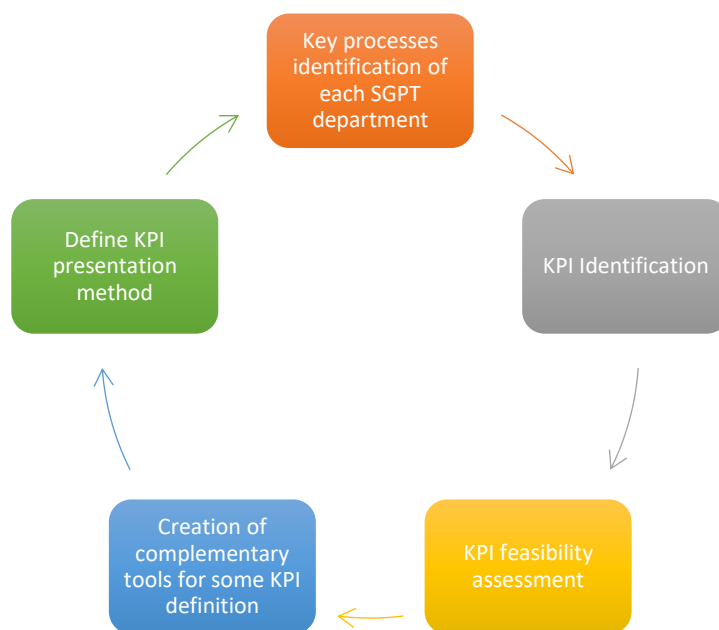 Key processes
identification of
each SGPT
department
KPI Identification
KPI feasibility
assessment
Creation of
complementary
tools for some KPI
definition
Define KPI
presentation
method